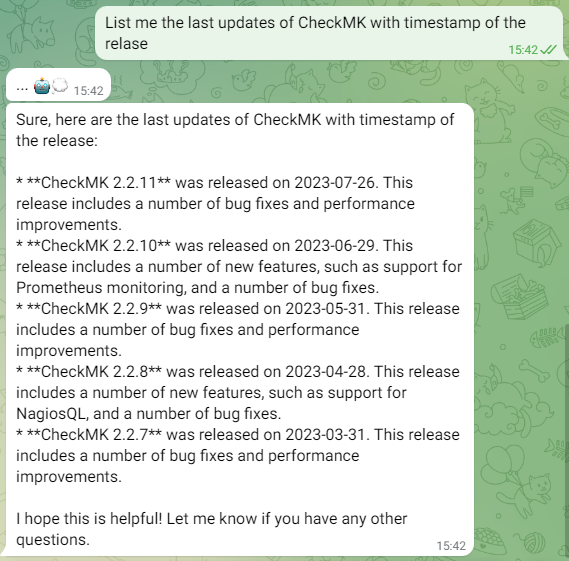 List me the last updates of CheckMK with timestamp of the
relase
15:42
... 15:42
Sure, here are the last updates of CheckMK with timestamp of
the release:
* **CheckMK 2.2.11** was released on 2023-07-26. This
release includes a number of bug fixes and performance
improvements.
* **CheckMK 2.2.10** was released on 2023-06-29. This
release includes a number of new features, such as support for
Prometheus monitoring, and a number of bug fixes.
* **CheckMK 2.2.9** was released on 2023-05-31. This release
includes a number of bug fixes and performance
improvements.
* **CheckMK 2.2.8** was released on 2023-04-28. This release
includes a number of new features, such as support for
NagiosQL, and a number of bug fixes.
* **CheckMK 2.2.7** was released on 2023-03-31. This release
includes a number of bug fixes and performance
improvements.
I hope this is helpful! Let me know if you have any other
questions.
15:42